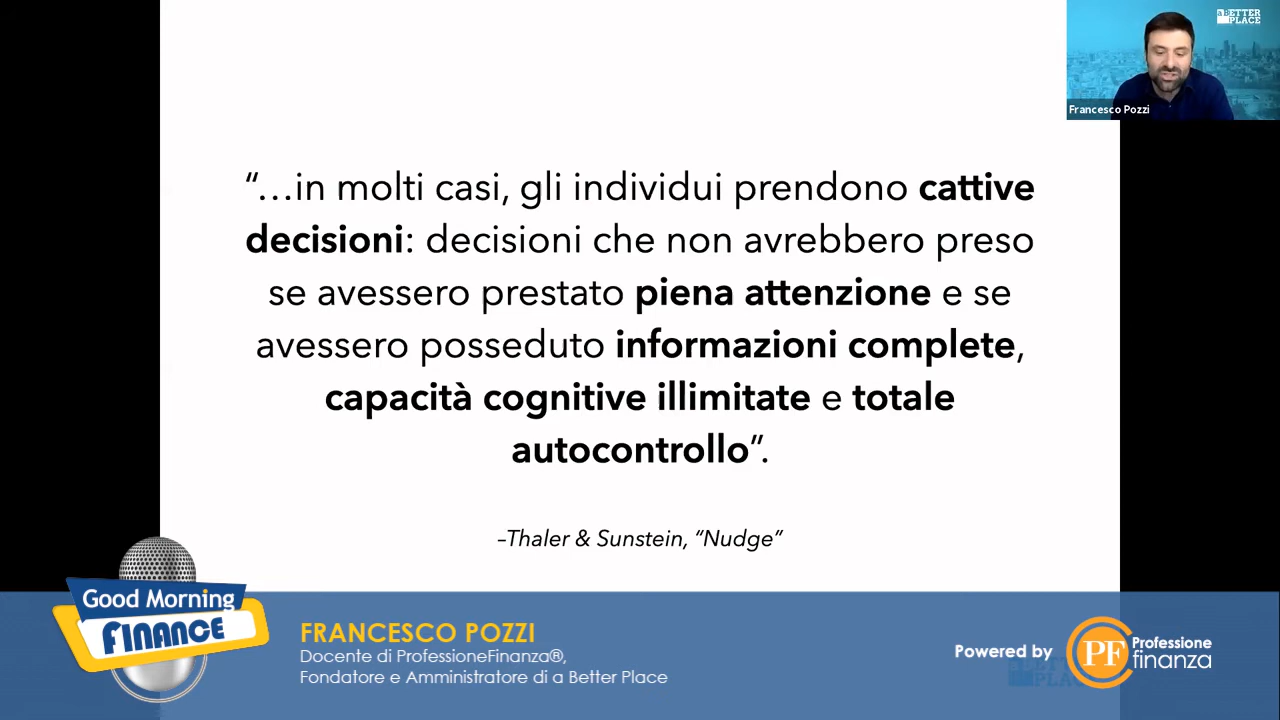 a BETTER
PLACE
Francesco Pozzi
“…in molti casi, gli individui prendono cattive
decisioni: decisioni che non avrebbero preso
se avessero prestato piena attenzione e se
avessero posseduto informazioni complete,
capacità cognitive illimitate e totale
autocontrollo”.
–Thaler & Sunstein, “Nudge”
Good Morning
FINANCE
FRANCESCO POZZI
Docente di ProfessioneFinanza®,
Fondatore e Amministratore di a Better Place
Powered by
PF
Professione
finanza
BETTER
PLACE